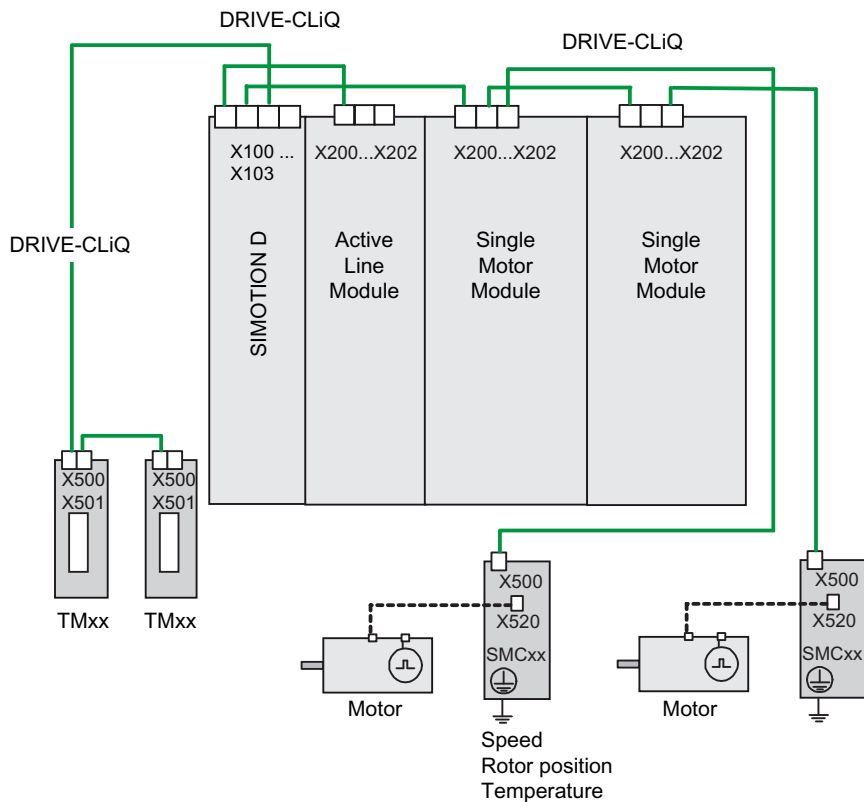 DRIVE-CLiQ
DRIVE-CLiQ
X100 ...
X103
X200...X202
X200...X202
X200...X202
DRIVE-CLiQ
SIMOTION D
Active
Line
Module
Single
Motor
Module
Single
Motor
Module
X500
X501
X500
X501
TMxx
TMxx
X500
X520
SMCxx
X500
X520
SMCxx
Motor
Motor
Speed
Rotor position
Temperature